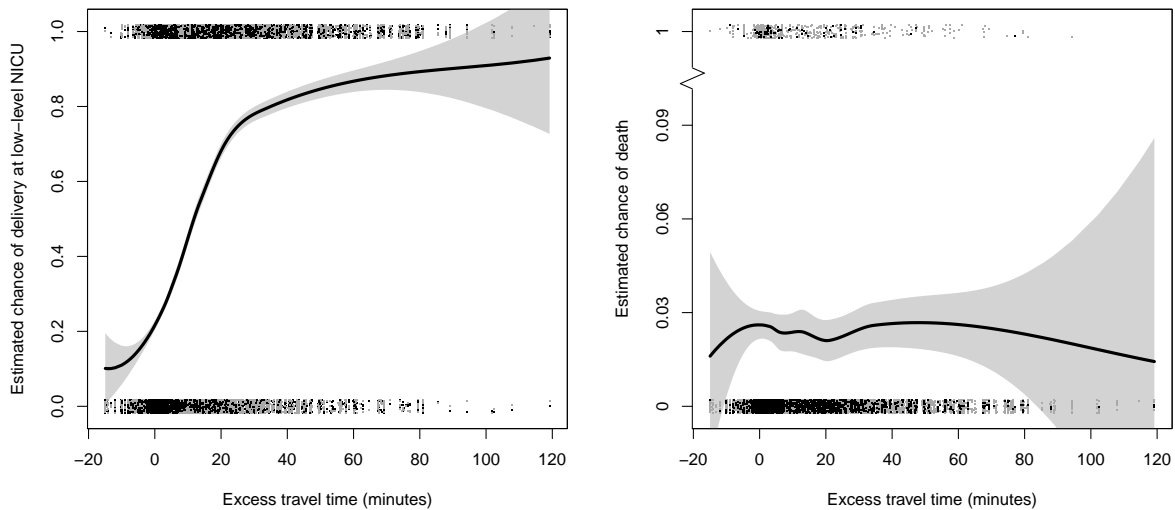 Estimated chance of delivery at low−level NICU
1.0
0.8
0.6
0.4
0.2
0.0
−20 0 20 40 60 80 100 120
Excess travel time (minutes)
Estimated chance of death
1
0.09
0.06
0.03
0
−20 0 20 40 60 80 100 120
Excess travel time (minutes)